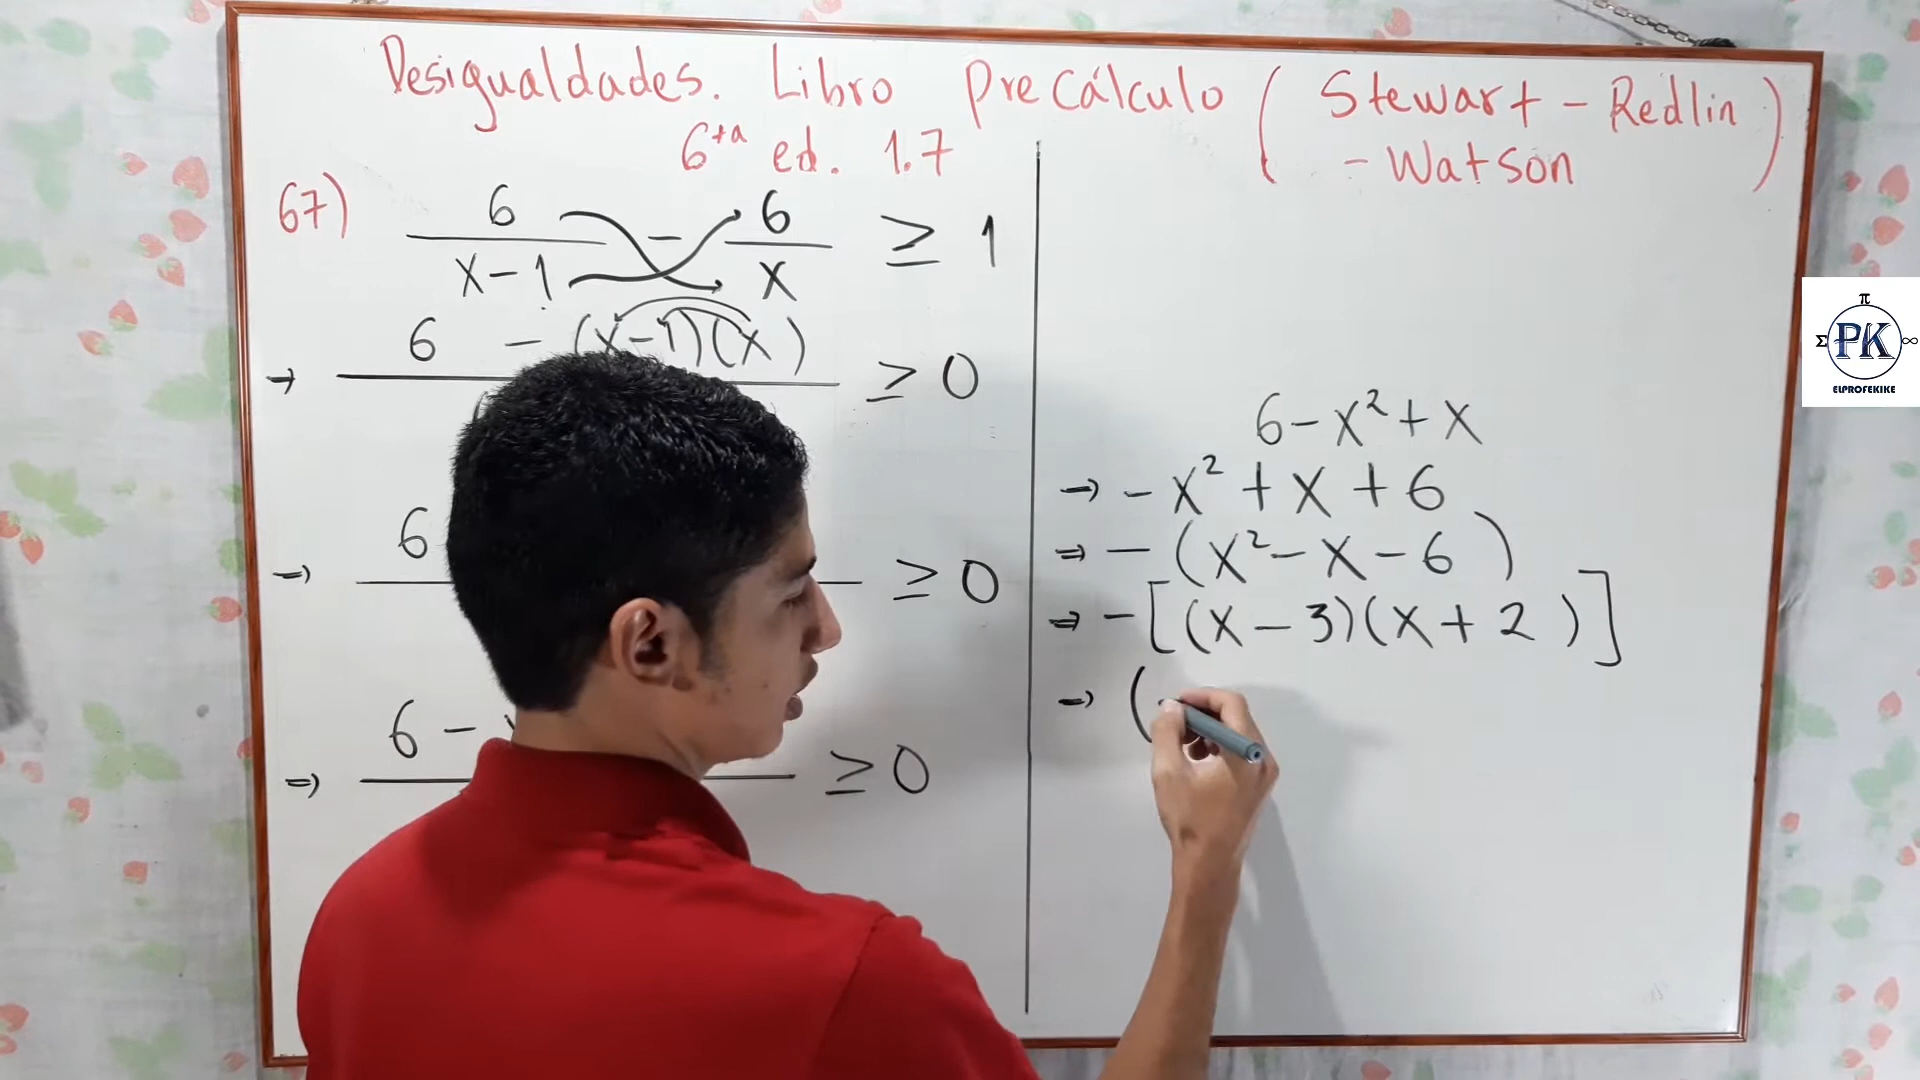 Desigualdades. Libro Precálculo (Stewart - Redlin
- Watson)
6ta ed. 1.7
67) 6/(x-1) - 6/x ≥ 1
→ 6 - (x-1)(x) ≥ 0
⇒ 6 ≥ 0
⇒ 6 - ≥ 0
6 - x² + x
→ - x² + x + 6
⇒ - (x² - x - 6)
⇒ - [(x - 3)(x + 2)]
→ (
π
Σ PK ∞
ELPROFEKIKE